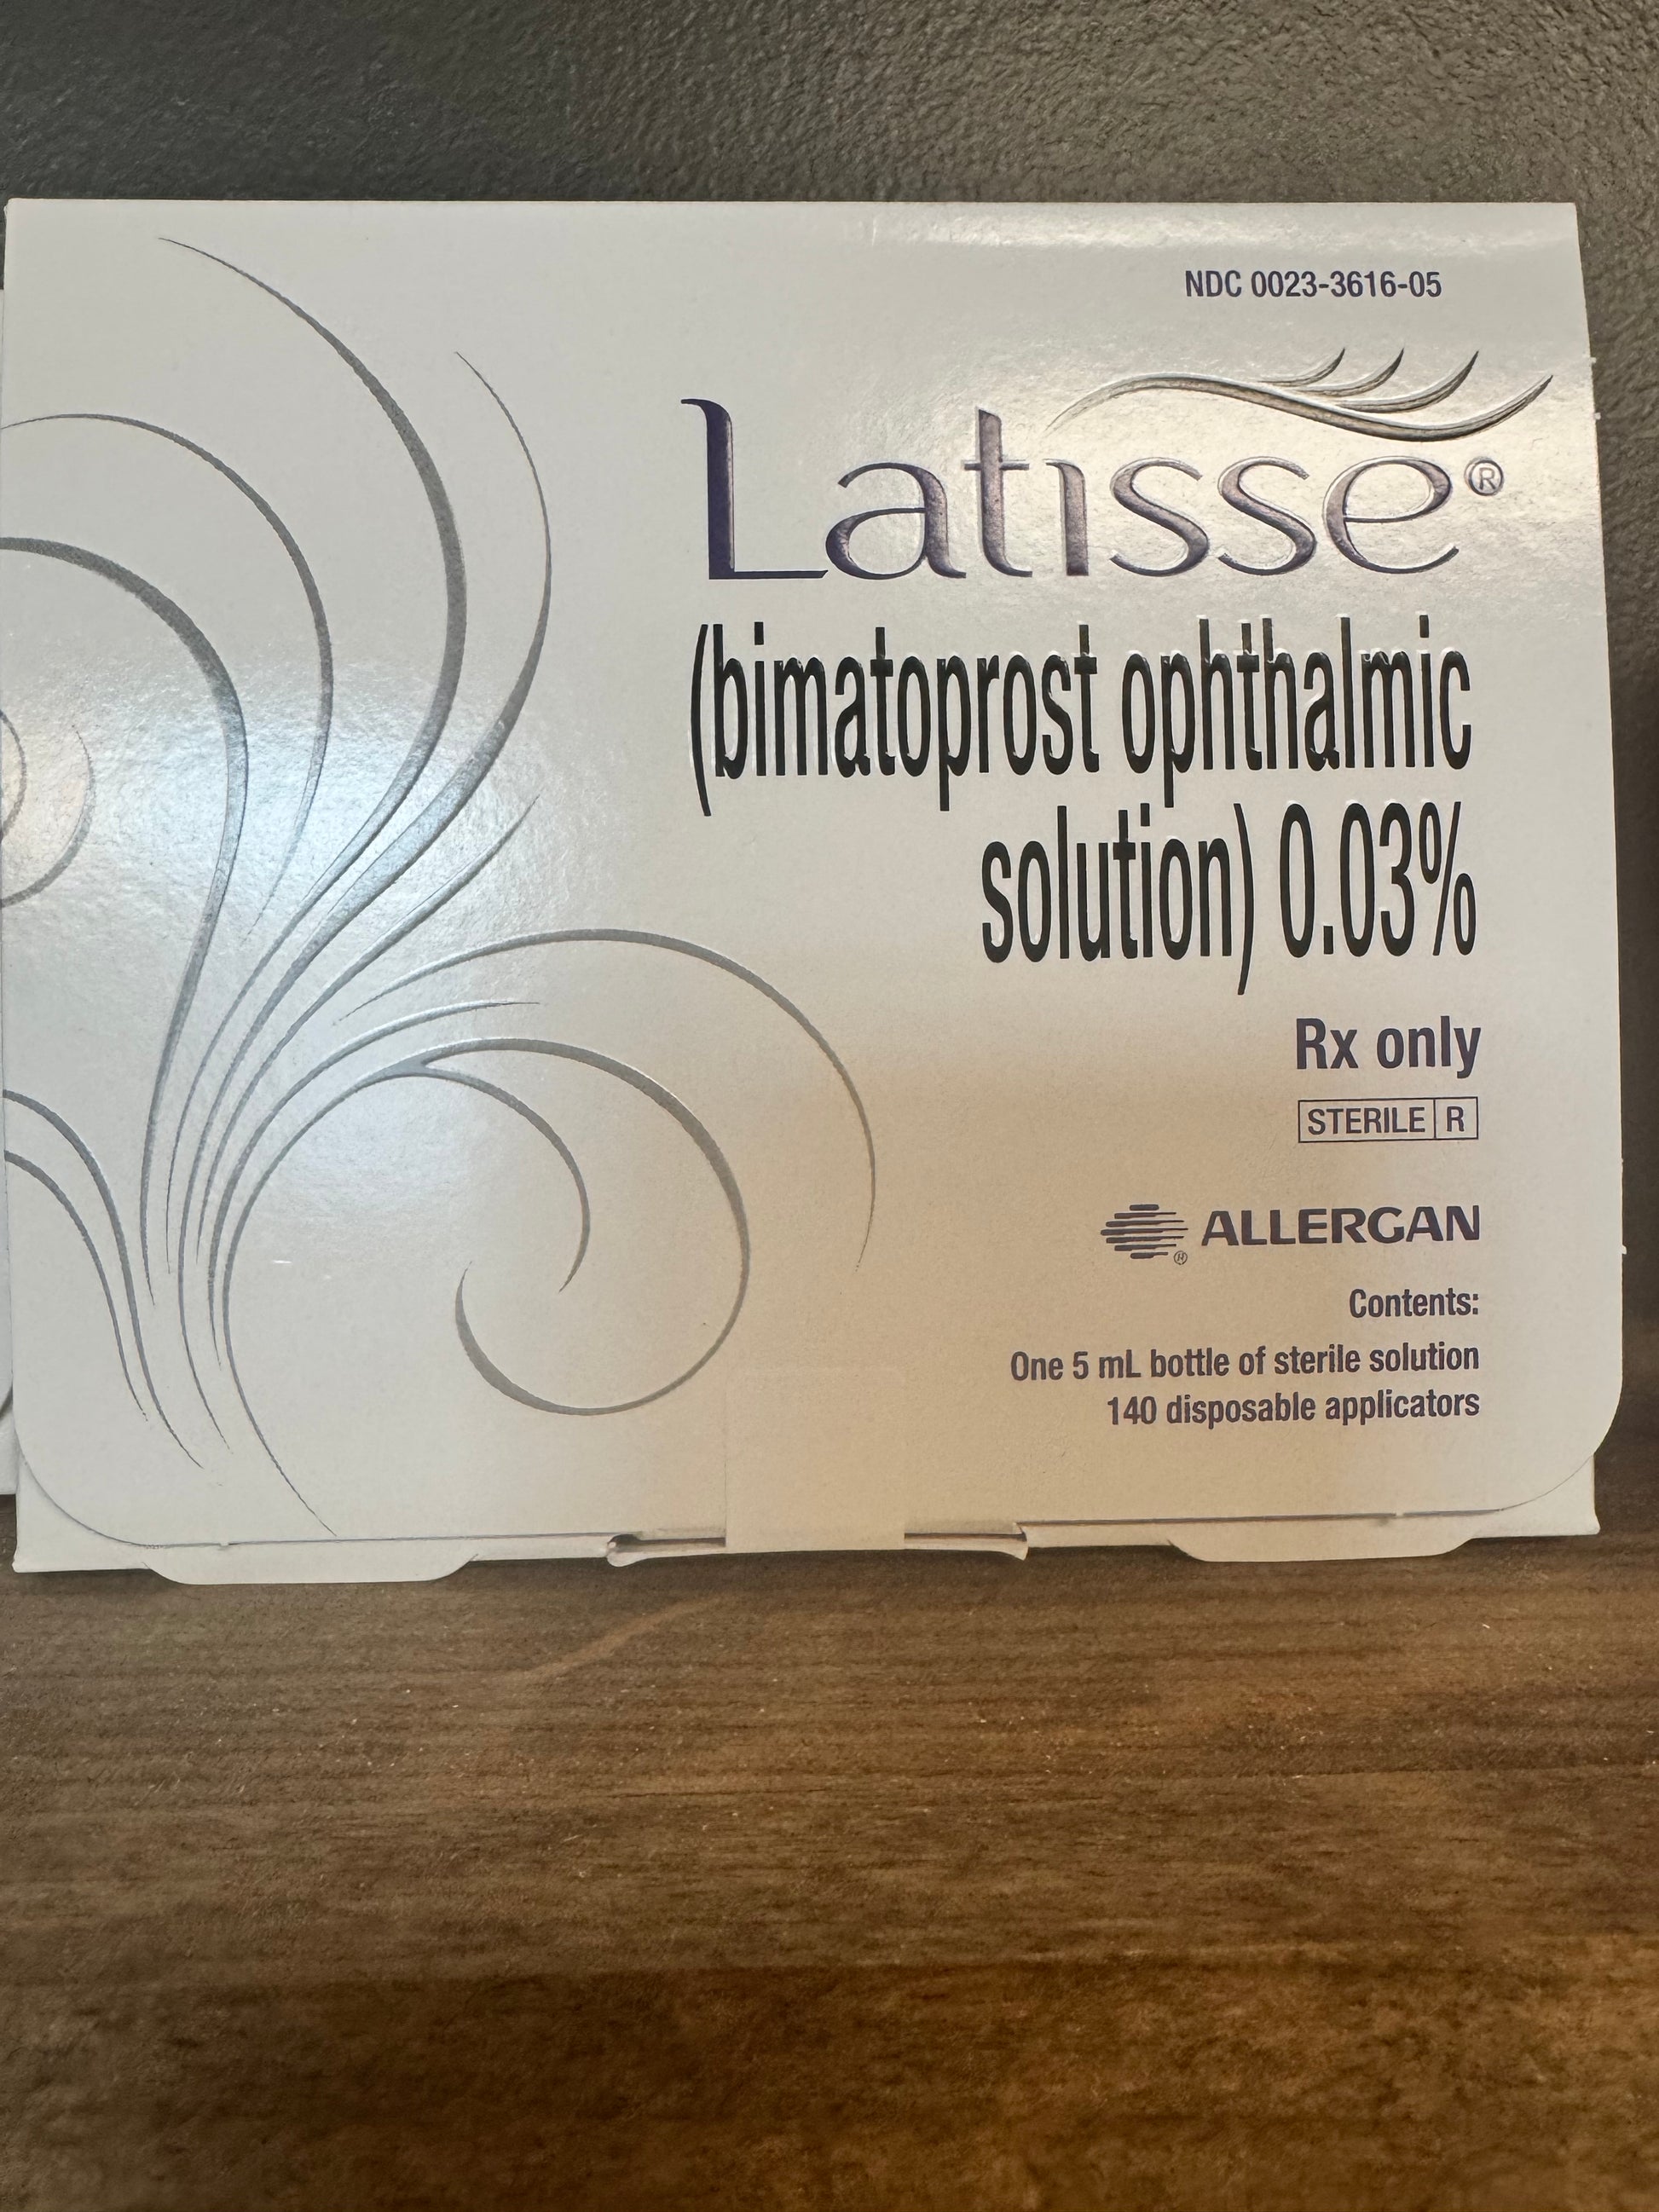 NDC 0023-3616-05
Latisse®
(bimatoprost ophthalmic
solution) 0.03%
Rx only
STERILE R
ALLERGAN
®
Contents:
One 5 mL bottle of sterile solution
140 disposable applicators